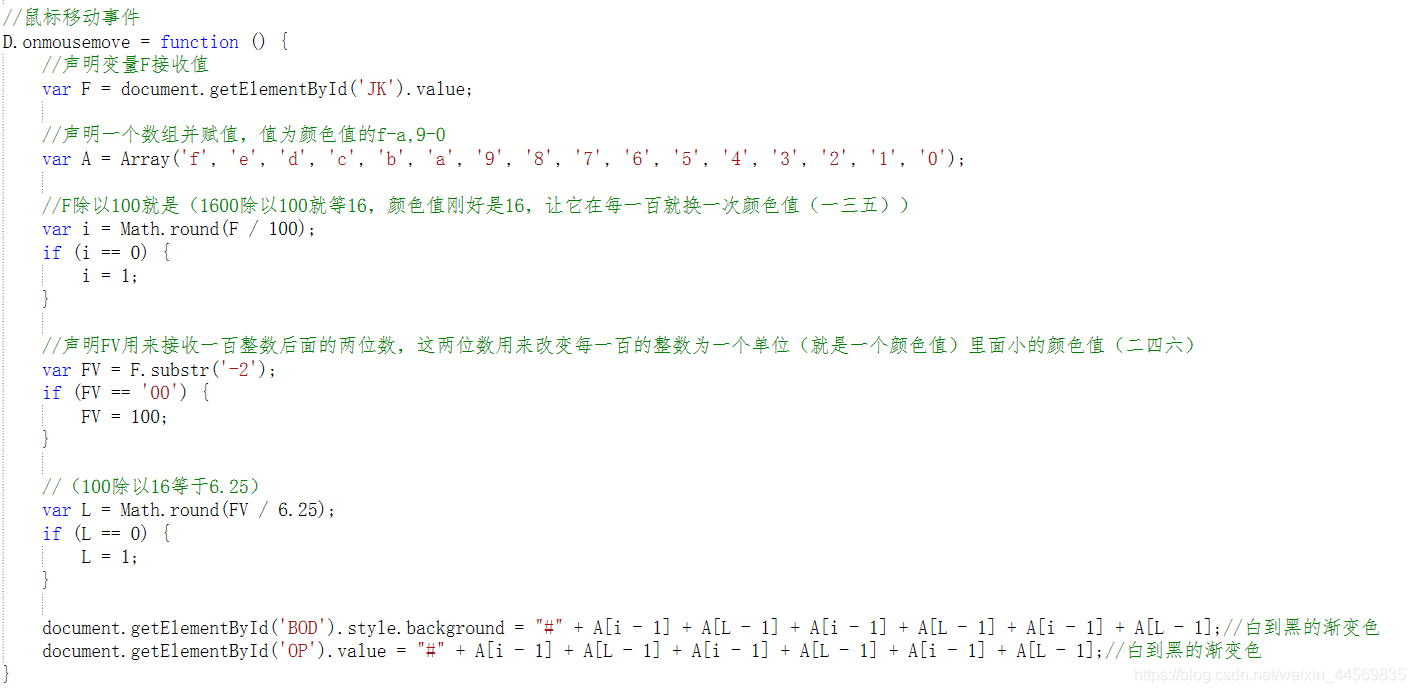 //鼠标移动事件
D.onmousemove = function () {
//声明变量F接收值
var F = document.getElementById('JK').value;
//声明一个数组并赋值，值为颜色值的f-a,9-0
var A = Array('f', 'e', 'd', 'c', 'b', 'a', '9', '8', '7', '6', '5', '4', '3', '2', '1', '0');
//F除以100就是（1600除以100就等16，颜色值刚好是16，让它在每一百就换一次颜色值（一三五））
var i = Math.round(F / 100);
if (i == 0) {
i = 1;
}
//声明FV用来接收一百整数后面的两位数，这两位数用来改变每一百的整数为一个单位（就是一个颜色值）里面小的颜色值（二四六）
var FV = F.substr('-2');
if (FV == '00') {
FV = 100;
}
//（100除以16等于6.25）
var L = Math.round(FV / 6.25);
if (L == 0) {
L = 1;
}
document.getElementById('BOD').style.background = "#" + A[i - 1] + A[L - 1] + A[i - 1] + A[L - 1] + A[i - 1] + A[L - 1];//白到黑的渐变色
document.getElementById('OP').value = "#" + A[i - 1] + A[L - 1] + A[i - 1] + A[L - 1] + A[i - 1] + A[L - 1];//白到黑的渐变色
}
https://blog.csdn.net/weixin_44569835